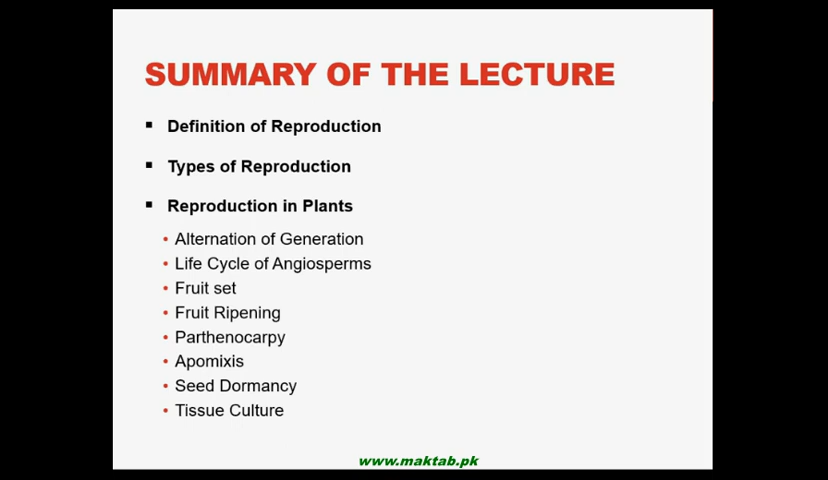 SUMMARY OF THE LECTURE
▪ Definition of Reproduction
▪ Types of Reproduction
▪ Reproduction in Plants
• Alternation of Generation
• Life Cycle of Angiosperms
• Fruit set
• Fruit Ripening
• Parthenocarpy
• Apomixis
• Seed Dormancy
• Tissue Culture
www.maktab.pk